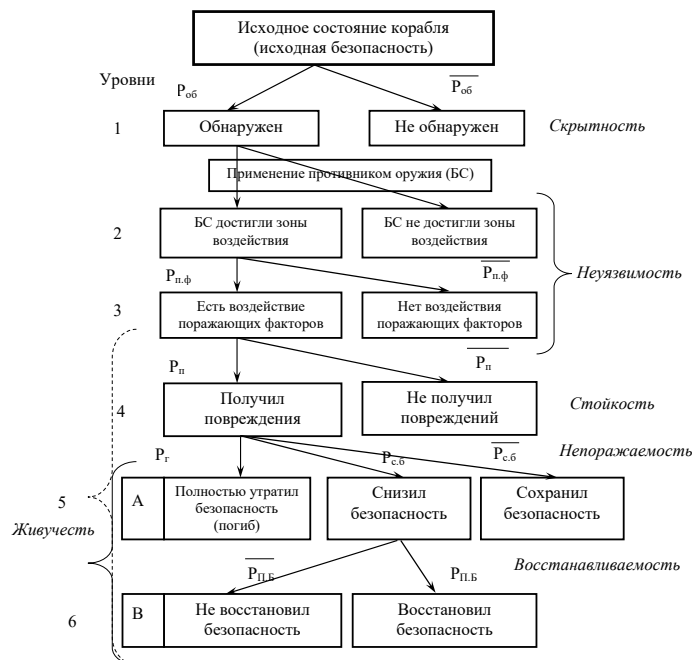 Исходное состояние корабля
(исходная безопасность)
Уровни
Pоб
Pоб
1
Обнаружен
Не обнаружен
Скрытность
Применение противником оружия (БС)
2
БС достигли зоны
воздействия
БС не достигли зоны
воздействия
Pп.ф
Pп.ф
Неуязвимость
3
Есть воздействие
поражающих факторов
Нет воздействия
поражающих факторов
Pп
Pп
4
Получил
повреждения
Не получил
повреждений
Стойкость
Pг
Pс.б
Pс.б
Непоражаемость
5
Живучесть
А
Полностью утратил
безопасность
(погиб)
Снизил
безопасность
Сохранил
безопасность
PП.Б
PП.Б
Восстанавливаемость
6
В
Не восстановил
безопасность
Восстановил
безопасность